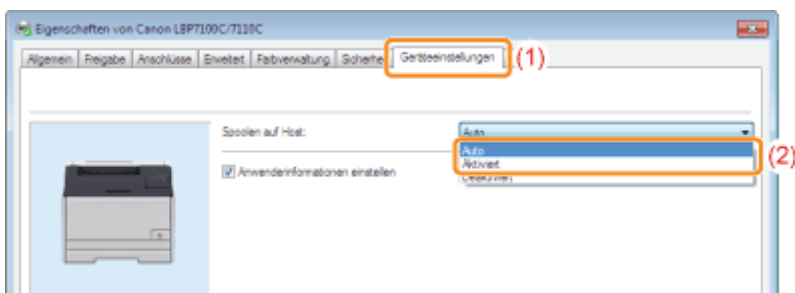 Eigenschaften von Canon LBP7100C/7110C
Allgemein Freigabe Anschlüsse Erweitert Farbverwaltung Sicherhe Geräteeinstellungen (1)
Spoolen auf Host: Auto
Auto
(2)
Aktiviert
Anwenderinformationen einstellen